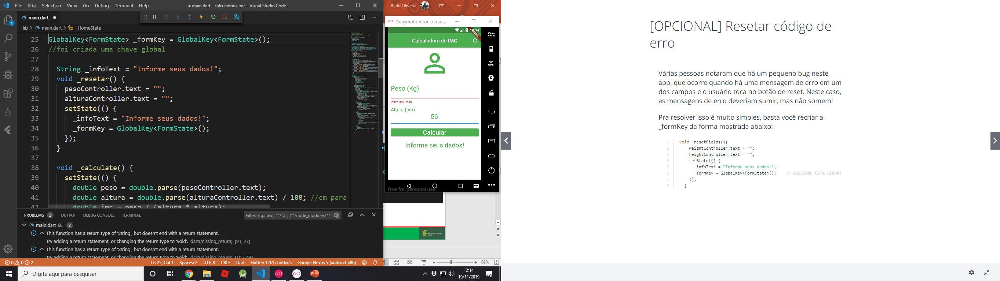 File Edit Selection View Go Debug Terminal Help
● main.dart - calculadora_imc - Visual Studio Code
main.dart
lib > main.dart > _HomeState
25 GlobalKey<FormState> _formKey = GlobalKey<FormState>();
26 //foi criada uma chave global
27
28 String _infoText = "Informe seus dados!";
29 void _resetar() {
30 pesoController.text = "";
31 alturaController.text = "";
32 setState(() {
33 _infoText = "Informe seus dados!";
34 _formKey = GlobalKey<FormState>();
35 });
36 }
37
38 void _calculate() {
39 setState(() {
40 double peso = double.parse(pesoController.text);
41 double altura = double.parse(alturaController.text) / 100; //cm para
42 double imc = peso / (altura * altura);
PROBLEMS 2 OUTPUT DEBUG CONSOLE TERMINAL
Filter. E.g.: text, **/*.ts, !**/node_modules/**
main.dart lib 2
This function has a return type of 'String', but doesn't end with a return statement.
Try adding a return statement, or changing the return type to 'void'. dart(missing_return) [91, 27]
This function has a return type of 'String', but doesn't end with a return statement.
Try adding a return statement, or changing the return type to 'void'. dart(missing_return) [105, 44]
0 0 2
Ln 25, Col 1 Spaces: 2 UTF-8 CRLF Dart Flutter: 1.9.1+hotfix.5 Google Nexus 5 (android-x86)
Digite aqui para pesquisar
12:14
19/11/2019
1
Rildo Oliveira
Genymotion for perso...
10:14
DEBUG
Calculadora de IMC
Peso (Kg)
Insira seu Peso!
Altura (cm)
56
Calcular
Informe seus dados!
Open
GAPPS
GPS
free for personal use
INSTITUTO FEDERAL
82%
[OPCIONAL] Resetar código de
erro
Várias pessoas notaram que há um pequeno bug neste
app, que ocorre quando há uma mensagem de erro em um
dos campos e o usuário toca no botão de reset. Neste caso,
as mensagens de erro deveriam sumir, mas não somem!
Pra resolver isso é muito simples, basta você recriar a
_formKey da forma mostrada abaixo:
1 void _resetFields(){
2 weightController.text = "";
3 heightController.text = "";
4 setState(() {
5 _infoText = "Informe seus dados!";
6 _formKey = GlobalKey<FormState>(); // ADICIONE ESTA LINHA!
7 });
8 }